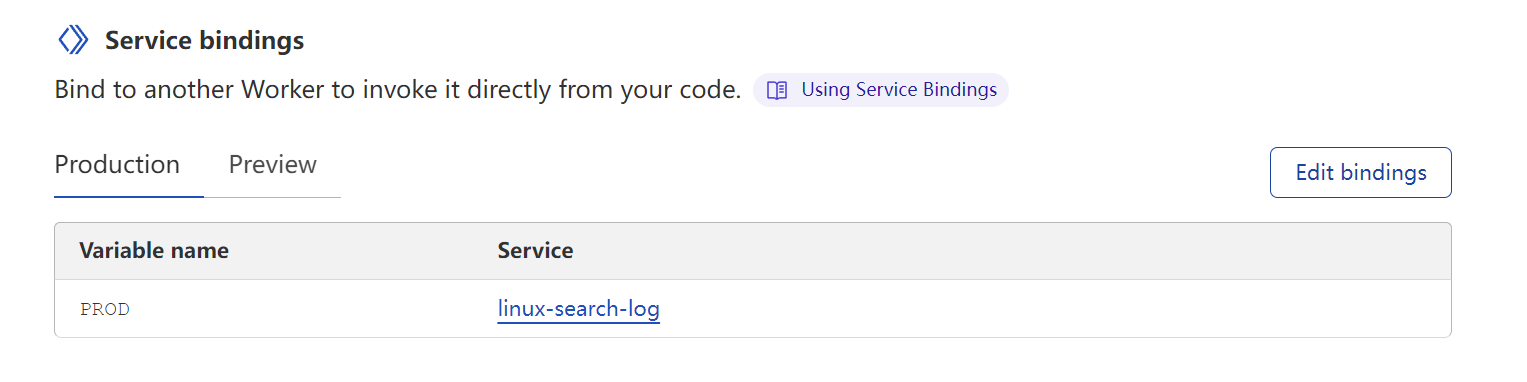 Service bindings
Bind to another Worker to invoke it directly from your code. Using Service Bindings
Production Preview Edit bindings
Variable name Service
PROD linux-search-log